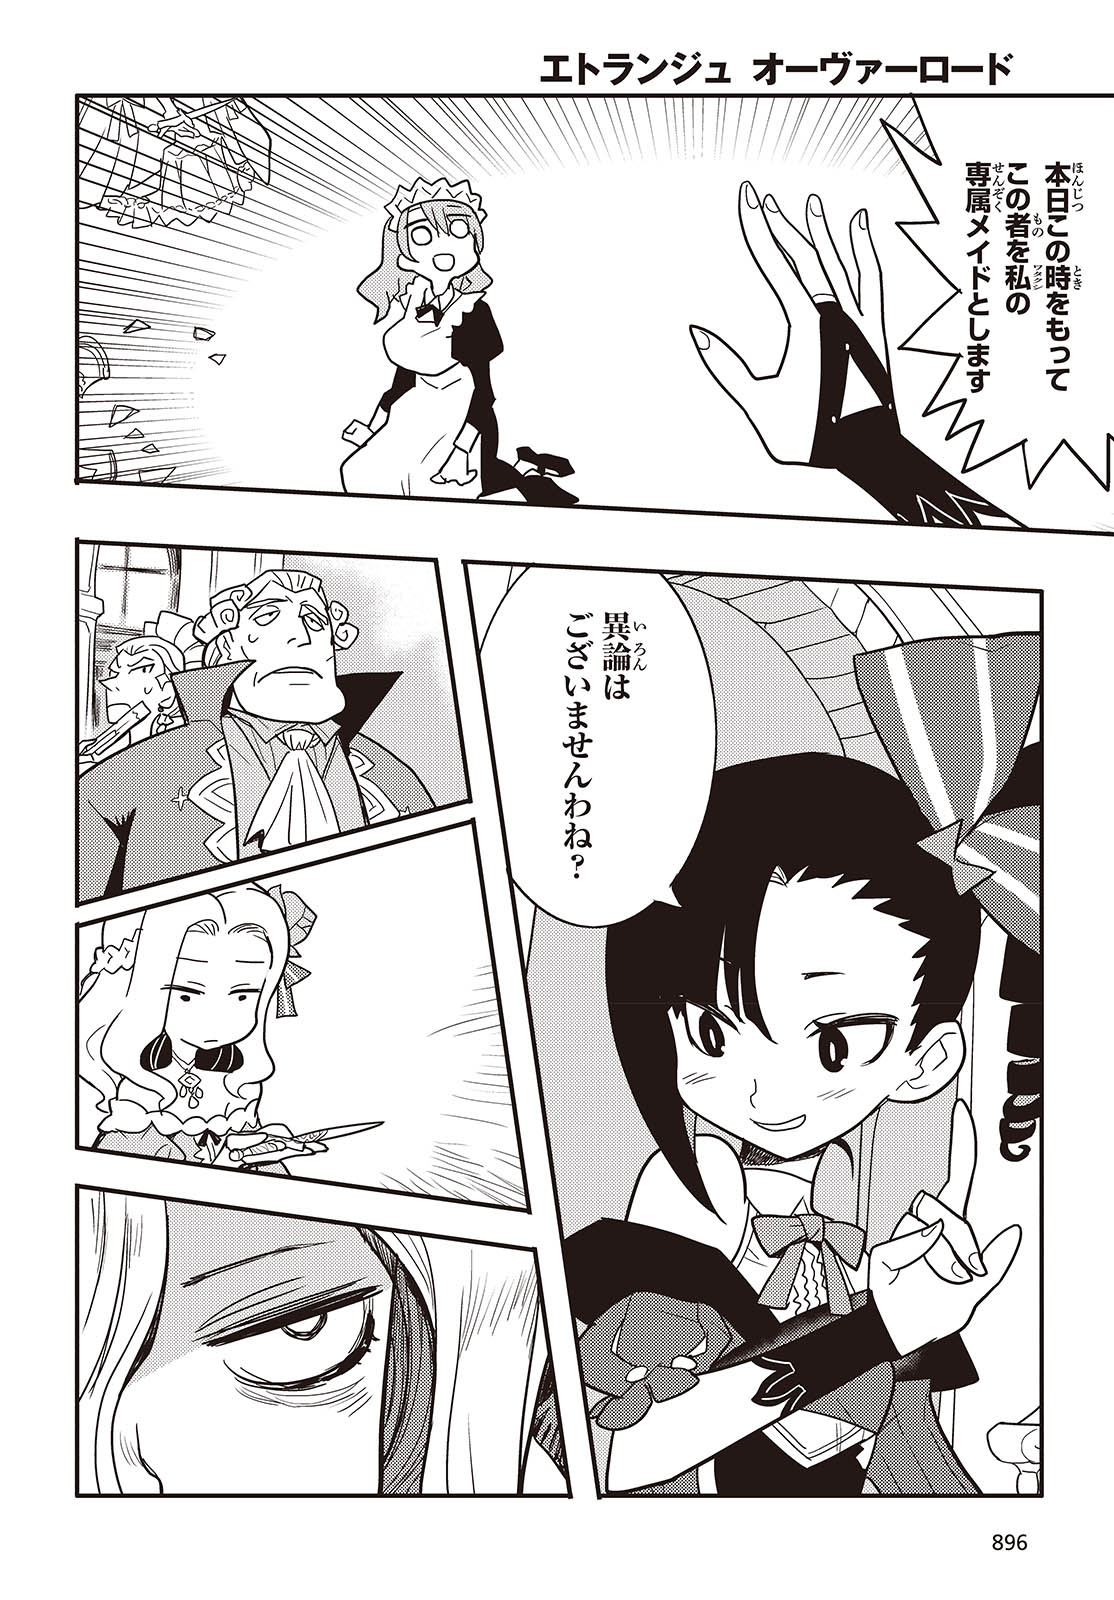 エトランジュ オーヴァーロード
本日この時をもって
この者を私の
専属メイドとします
異論は
ございませんわね?
896